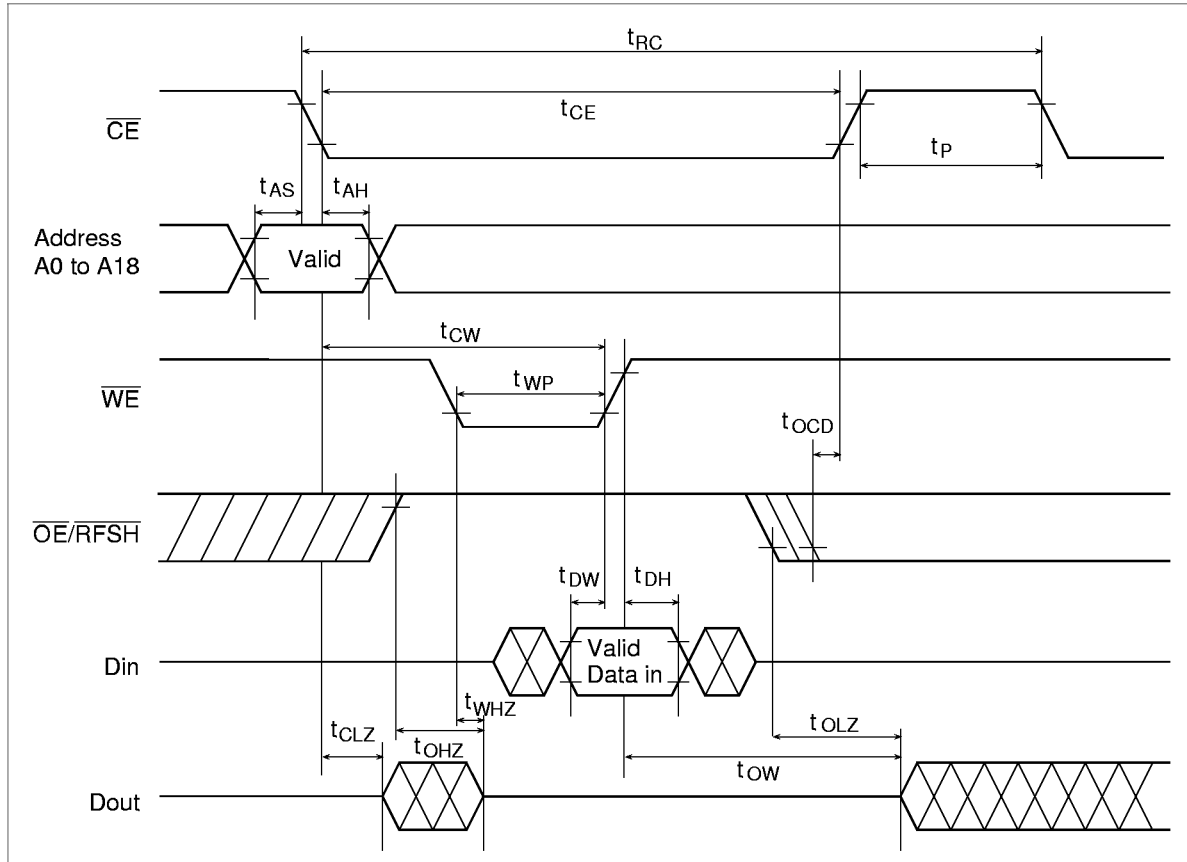 tRC
CE
tCE
tP
tAS
tAH
Address
A0 to A18
Valid
tCW
WE
tWP
tOCD
OE/RFSH
tDW
tDH
Din
Valid
Data in
tWHZ
tCLZ
tOHZ
tOLZ
tOW
Dout